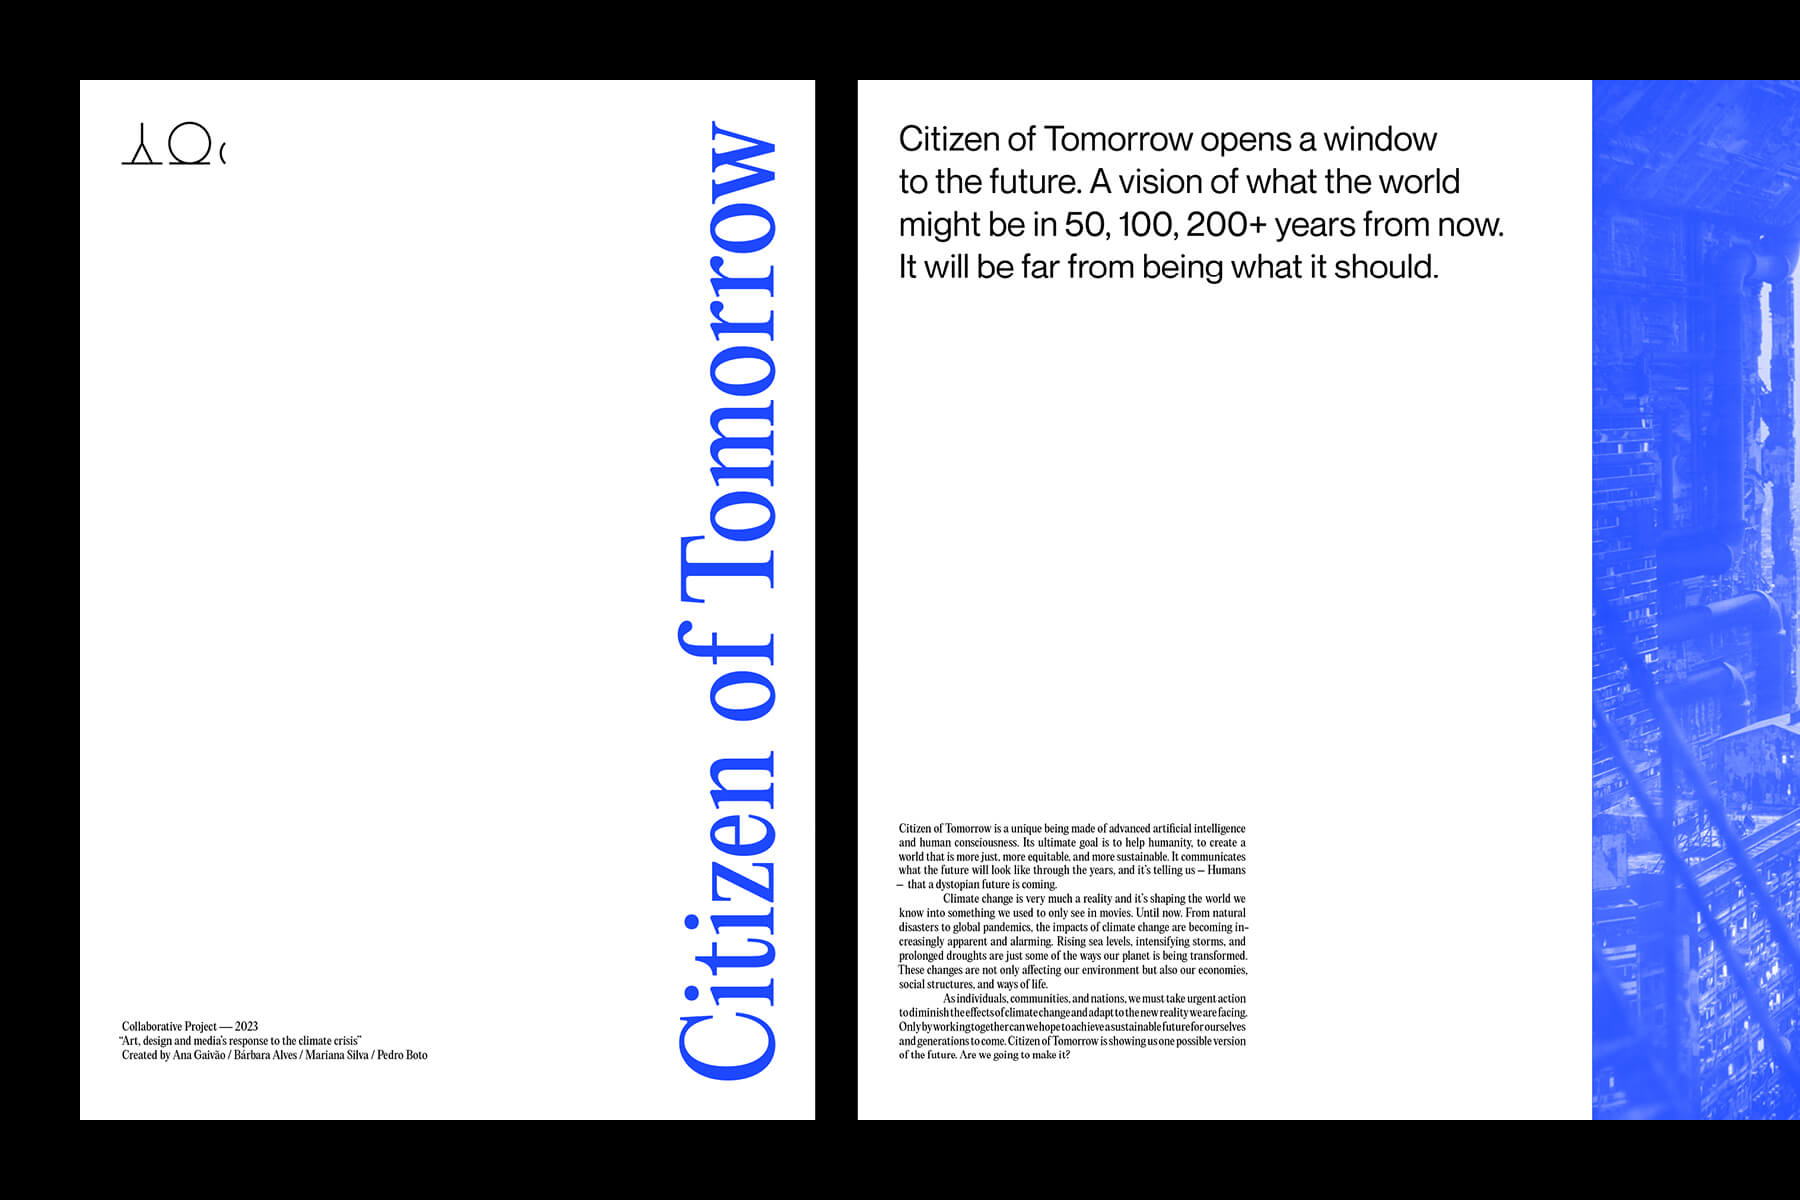 Citizen of Tomorrow
Collaborative Project — 2023
“Art, design and media’s response to the climate crisis”
Created by Ana Gaivão / Bárbara Alves / Mariana Silva / Pedro Boto
Citizen of Tomorrow opens a window
to the future. A vision of what the world
might be in 50, 100, 200+ years from now.
It will be far from being what it should.
Citizen of Tomorrow is a unique being made of advanced artificial intelligence
and human consciousness. Its ultimate goal is to help humanity, to create a
world that is more just, more equitable, and more sustainable. It communicates
what the future will look like through the years, and it’s telling us – Humans
– that a dystopian future is coming.
Climate change is very much a reality and it’s shaping the world we
know into something we used to only see in movies. Until now. From natural
disasters to global pandemics, the impacts of climate change are becoming in-
creasingly apparent and alarming. Rising sea levels, intensifying storms, and
prolonged droughts are just some of the ways our planet is being transformed.
These changes are not only affecting our environment but also our economies,
social structures, and ways of life.
As individuals, communities, and nations, we must take urgent action
to diminish the effects of climate change and adapt to the new reality we are facing.
Only by working together can we hope to achieve a sustainable future for ourselves
and generations to come. Citizen of Tomorrow is showing us one possible version
of the future. Are we going to make it?